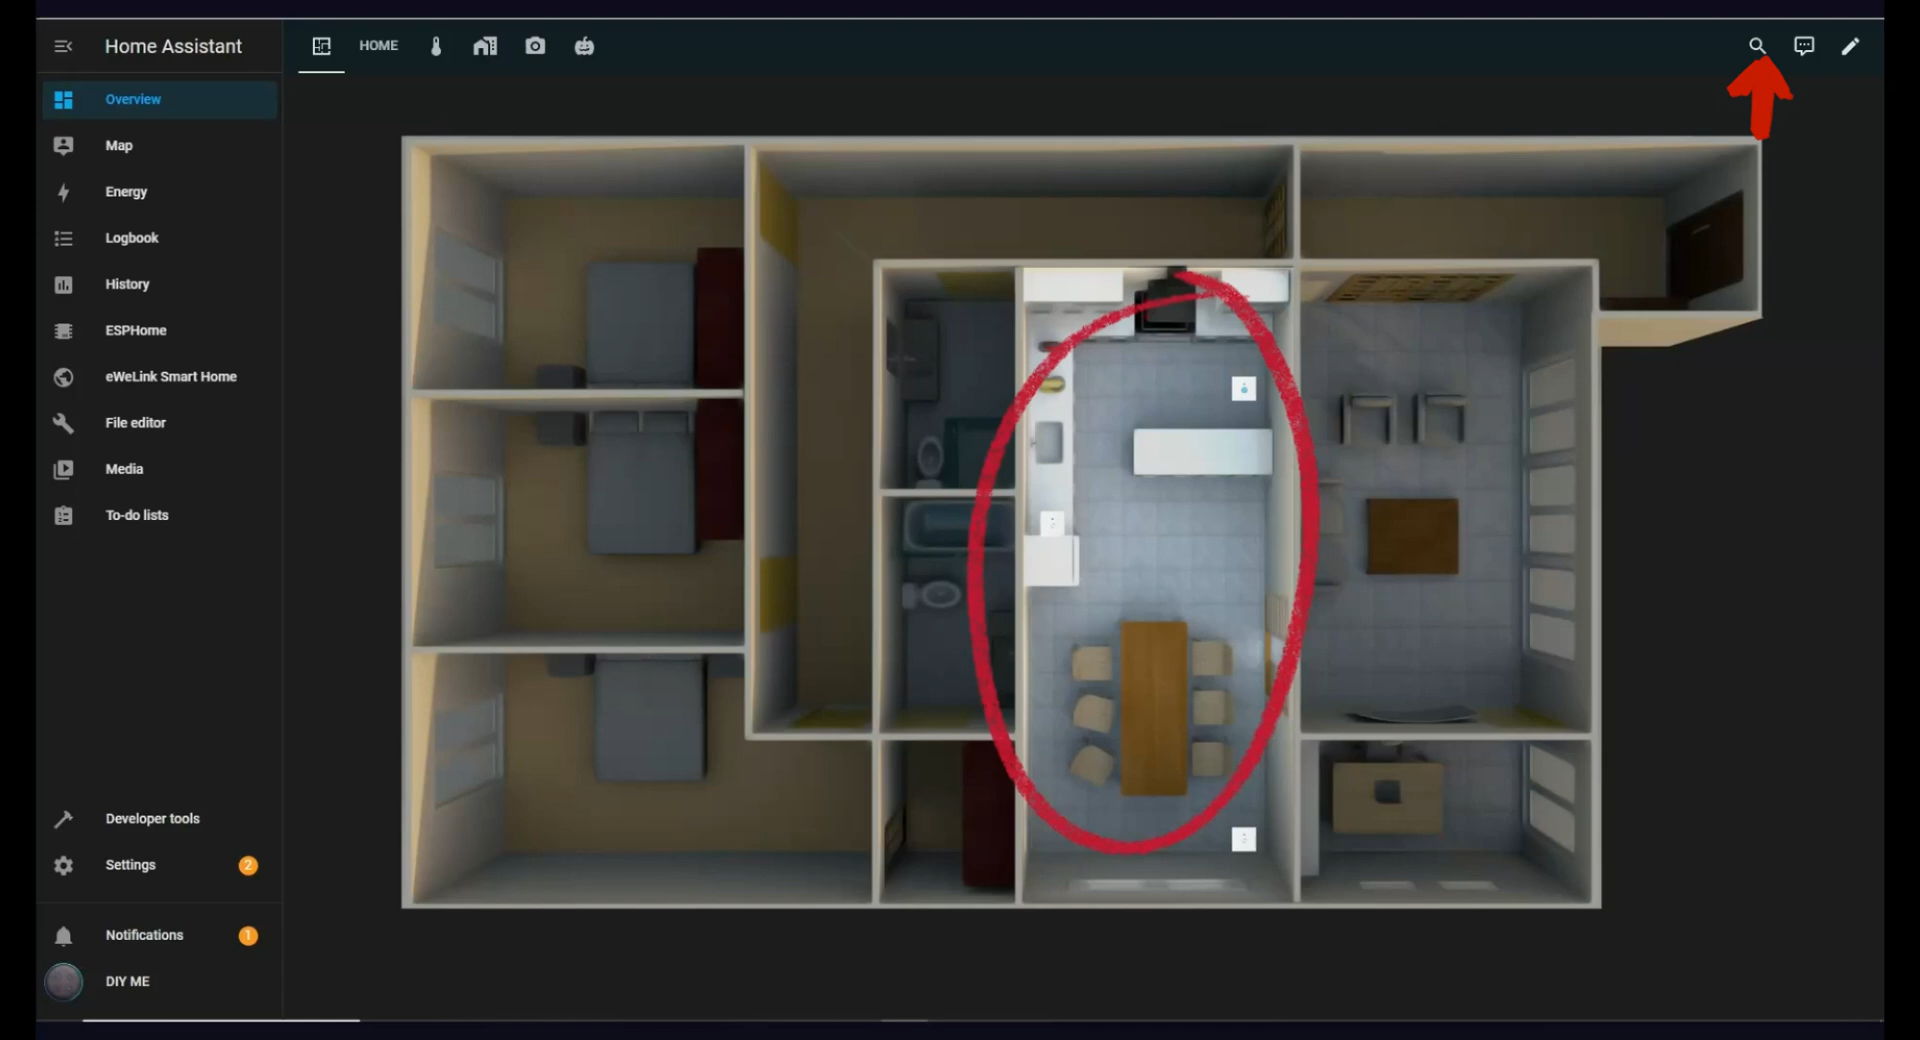 Home Assistant
HOME
Overview
Map
Energy
Logbook
History
ESPHome
eWeLink Smart Home
File editor
Media
To-do lists
Developer tools
Settings 2
Notifications 1
DIY ME